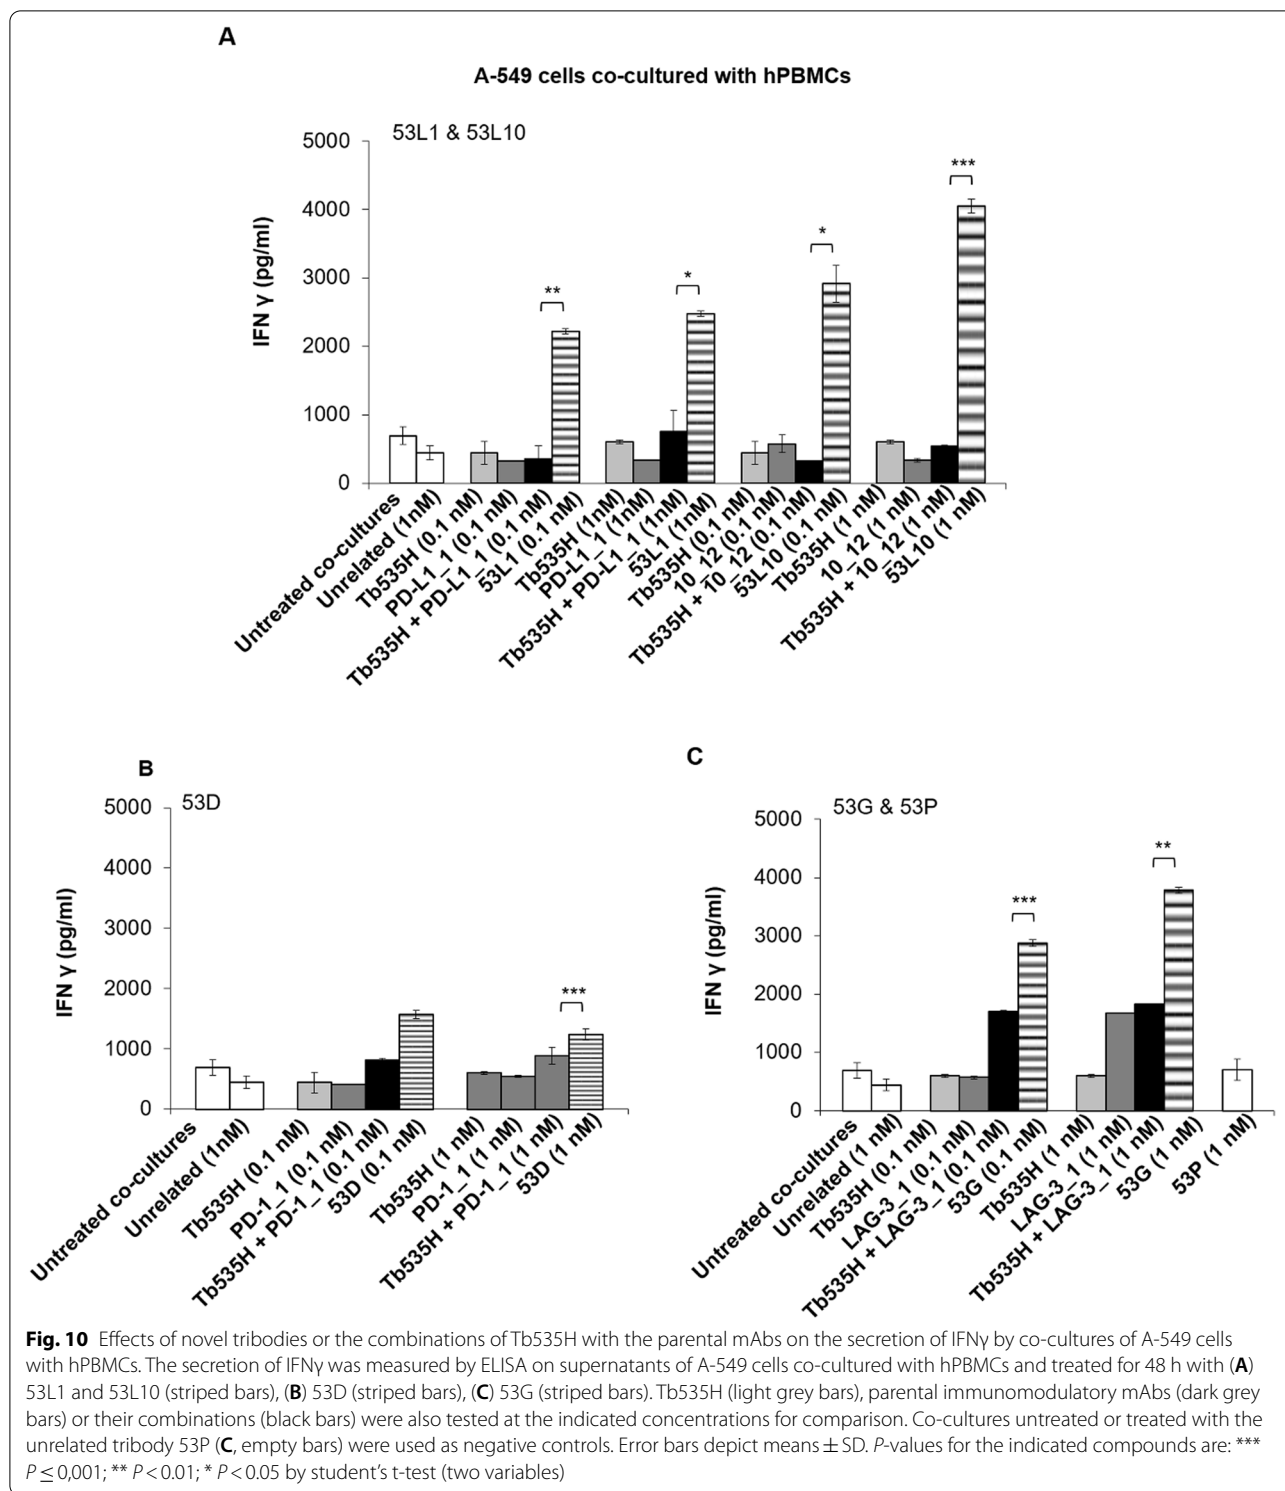 A
A-549 cells co-cultured with hPBMCs
53L1 & 53L10
IFN γ (pg/ml)
5000
4000
3000
2000
1000
0
**
*
*
***
Untreated co-cultures
Unrelated (1nM)
Tb535H (0.1 nM)
PD-L1_1 (0.1 nM)
Tb535H + PD-L1_1 (0.1 nM)
53L1 (0.1 nM)
Tb535H (1nM)
PD-L1_1 (1nM)
Tb535H + PD-L1_1 (1nM)
53L1 (1nM)
Tb535H (0.1 nM)
10_12 (0.1 nM)
Tb535H + 10_12 (0.1 nM)
53L10 (0.1 nM)
Tb535H (1 nM)
10_12 (1 nM)
Tb535H + 10_12 (1 nM)
53L10 (1 nM)
B
53D
IFN γ (pg/ml)
5000
4000
3000
2000
1000
0
***
Untreated co-cultures
Unrelated (1nM)
Tb535H (0.1 nM)
PD-1_1 (0.1 nM)
Tb535H + PD-1_1 (0.1 nM)
53D (0.1 nM)
Tb535H (1 nM)
PD-1_1 (1 nM)
Tb535H + PD-1_1 (1 nM)
53D (1 nM)
C
53G & 53P
IFN γ (pg/ml)
5000
4000
3000
2000
1000
0
***
**
Untreated co-cultures
Unrelated (1 nM)
Tb535H (0.1 nM)
LAG-3_1 (0.1 nM)
Tb535H + LAG-3_1 (0.1 nM)
53G (0.1 nM)
Tb535H (1 nM)
LAG-3_1 (1 nM)
Tb535H + LAG-3_1 (1 nM)
53G (1 nM)
53P (1 nM)
Fig. 10 Effects of novel tribodies or the combinations of Tb535H with the parental mAbs on the secretion of IFNγ by co-cultures of A-549 cells
with hPBMCs. The secretion of IFNγ was measured by ELISA on supernatants of A-549 cells co-cultured with hPBMCs and treated for 48 h with (A)
53L1 and 53L10 (striped bars), (B) 53D (striped bars), (C) 53G (striped bars). Tb535H (light grey bars), parental immunomodulatory mAbs (dark grey
bars) or their combinations (black bars) were also tested at the indicated concentrations for comparison. Co-cultures untreated or treated with the
unrelated tribody 53P (C, empty bars) were used as negative controls. Error bars depict means ± SD. P-values for the indicated compounds are: ***
P ≤ 0,001; ** P < 0.01; * P < 0.05 by student's t-test (two variables)